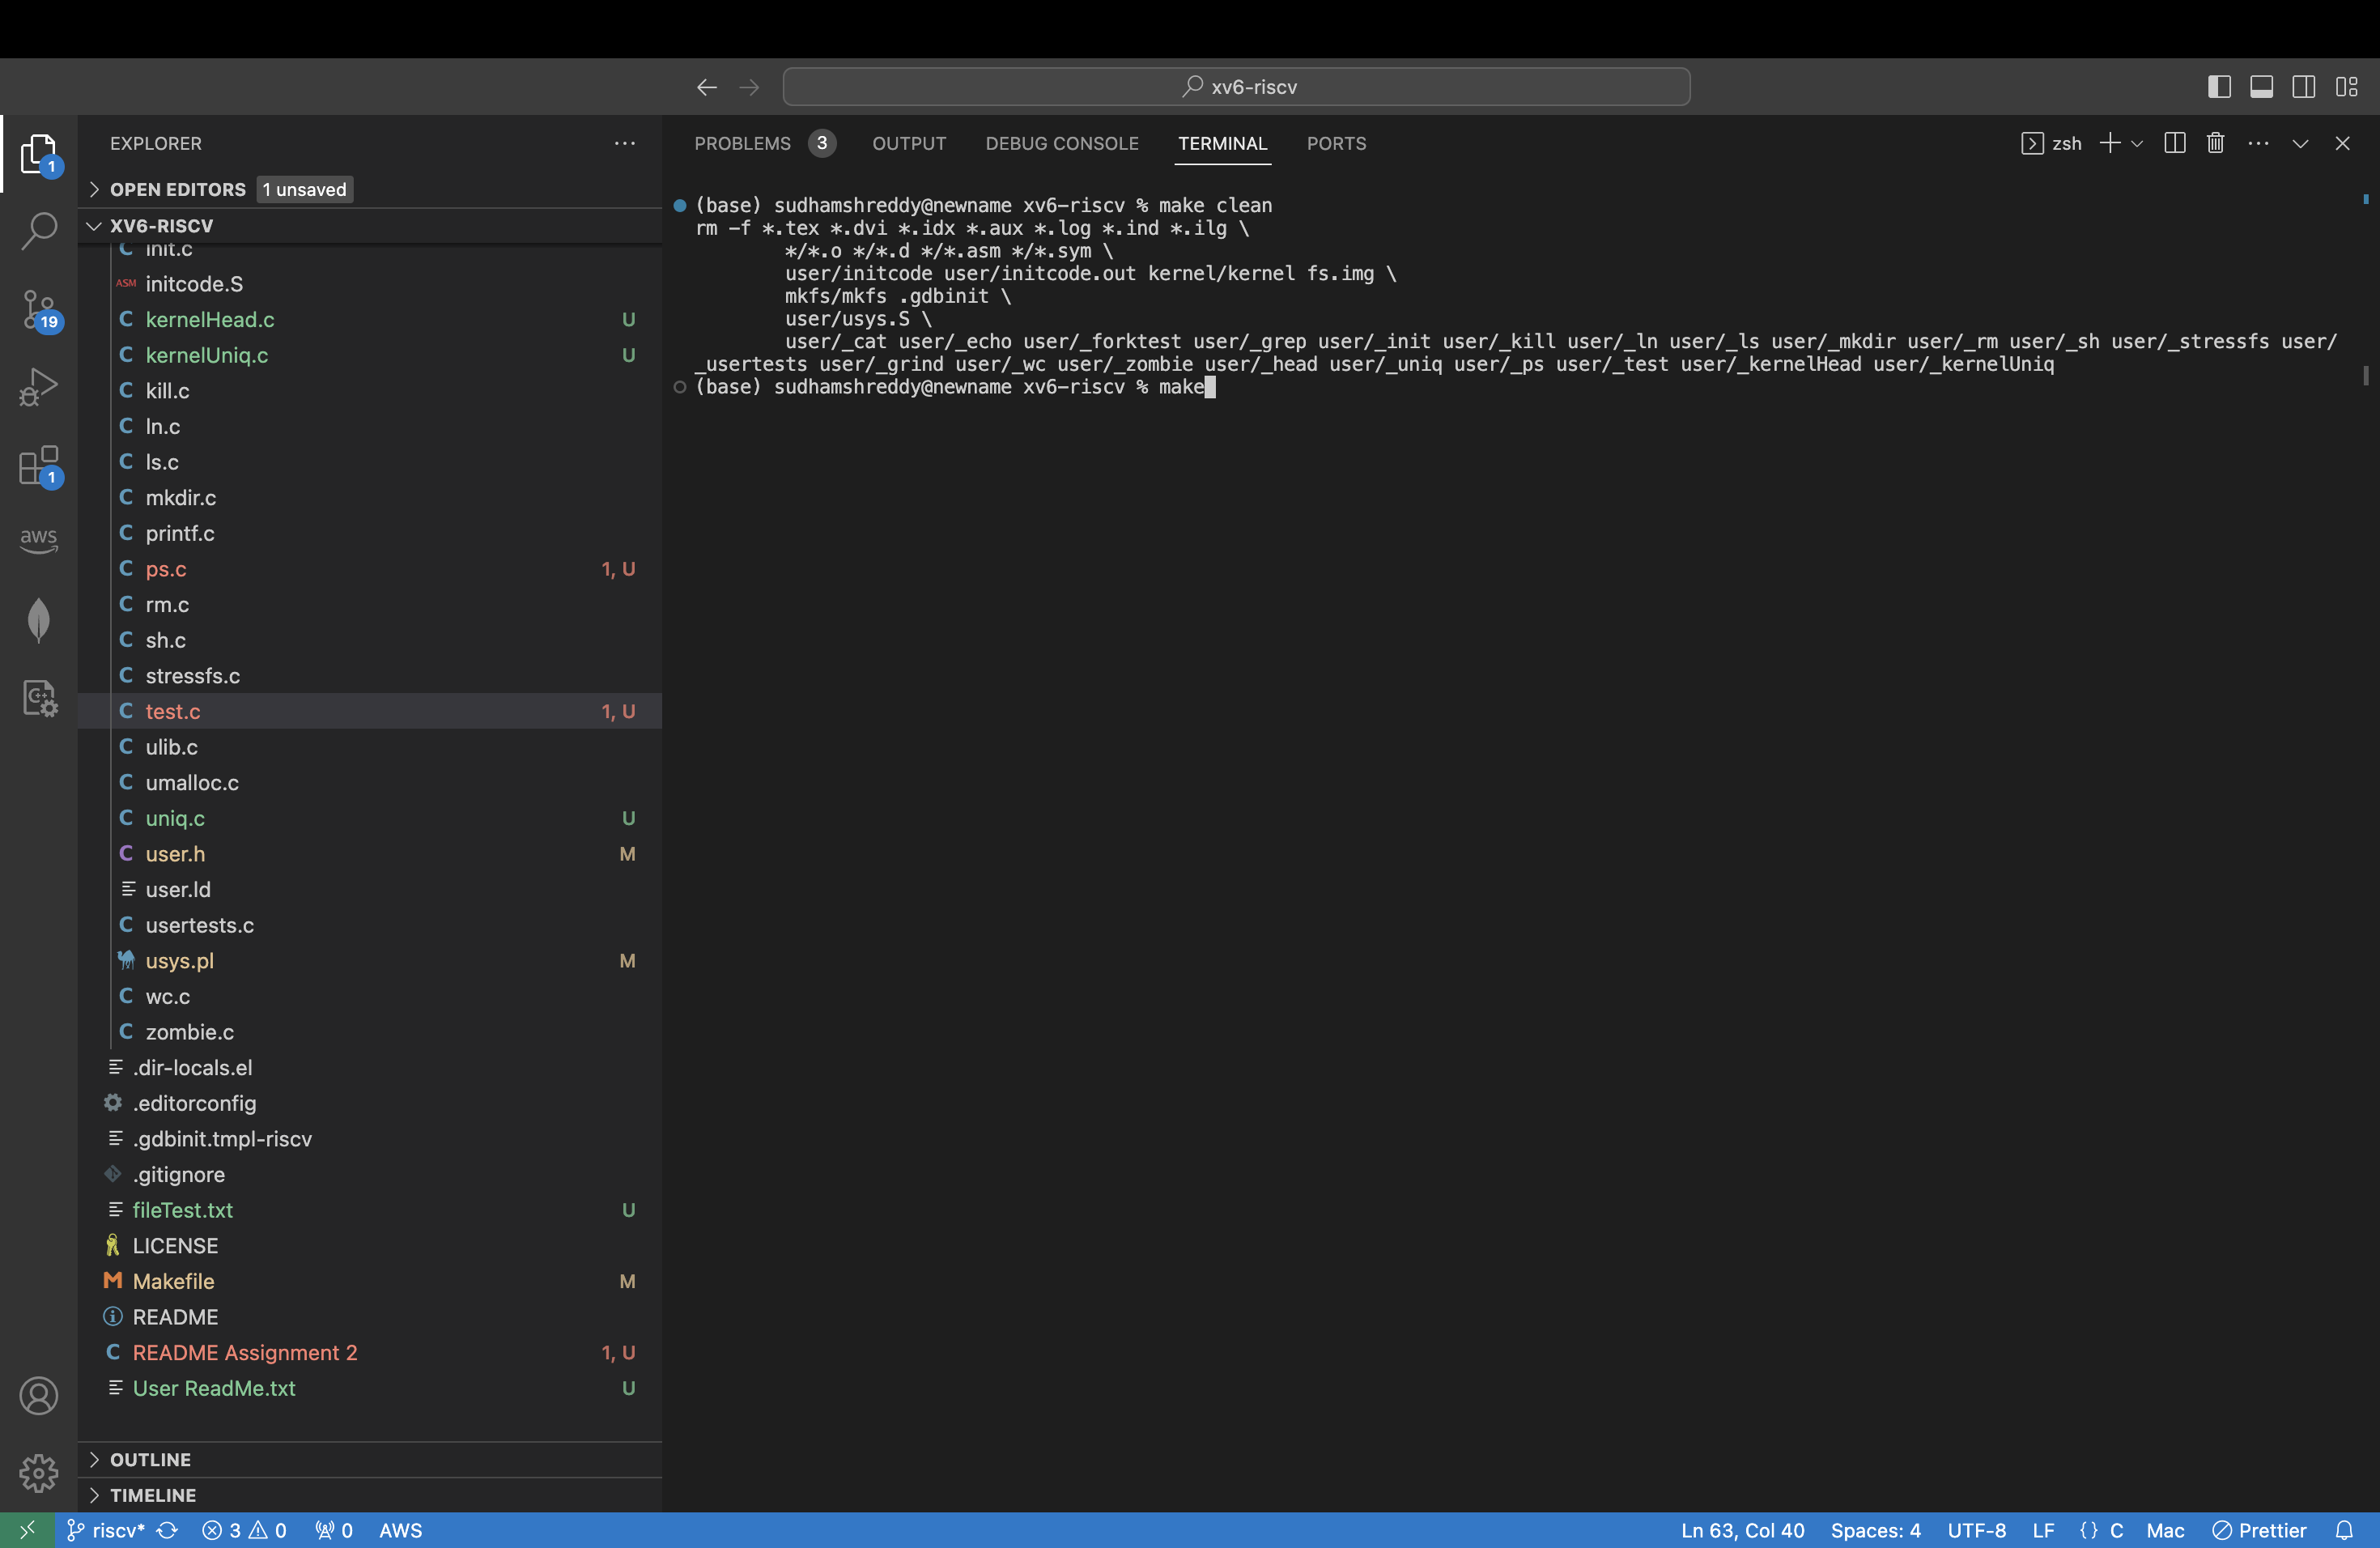 xv6-riscv
EXPLORER
OPEN EDITORS 1 unsaved
XV6-RISCV
init.c
ASM initcode.S
C kernelHead.c U
C kernelUniq.c U
C kill.c
C ln.c
C ls.c
C mkdir.c
C printf.c
C ps.c 1, U
C rm.c
C sh.c
C stressfs.c
C test.c 1, U
C ulib.c
C umalloc.c
C uniq.c U
C user.h M
user.ld
C usertests.c
usys.pl M
C wc.c
C zombie.c
.dir-locals.el
.editorconfig
.gdbinit.tmpl-riscv
.gitignore
fileTest.txt U
LICENSE
M Makefile M
README
C README Assignment 2 1, U
User ReadMe.txt U
OUTLINE
TIMELINE
1
19
1
aws
PROBLEMS 3 OUTPUT DEBUG CONSOLE TERMINAL PORTS
zsh
(base) sudhamshreddy@newname xv6-riscv % make clean
rm -f *.tex *.dvi *.idx *.aux *.log *.ind *.ilg \
*/*.o */*.d */*.asm */*.sym \
user/initcode user/initcode.out kernel/kernel fs.img \
mkfs/mkfs .gdbinit \
user/usys.S \
user/_cat user/_echo user/_forktest user/_grep user/_init user/_kill user/_ln user/_ls user/_mkdir user/_rm user/_sh user/_stressfs user/
_usertests user/_grind user/_wc user/_zombie user/_head user/_uniq user/_ps user/_test user/_kernelHead user/_kernelUniq
(base) sudhamshreddy@newname xv6-riscv % make
riscv* 3 0 0 AWS
Ln 63, Col 40 Spaces: 4 UTF-8 LF {} C Mac Prettier